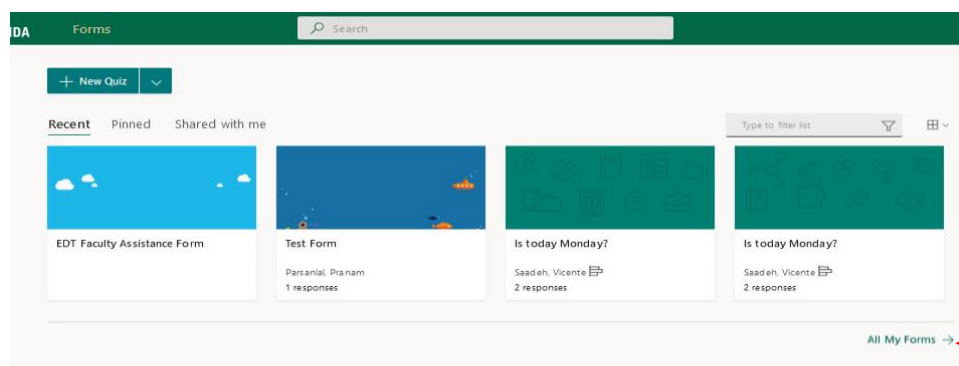 IDA Forms Search
+ New Quiz
Recent Pinned Shared with me Type to filter list
EDT Faculty Assistance Form
Test Form
Parsanlal, Pranam
1 responses
Is today Monday?
Saadeh, Vicente
2 responses
Is today Monday?
Saadeh, Vicente
2 responses
All My Forms →